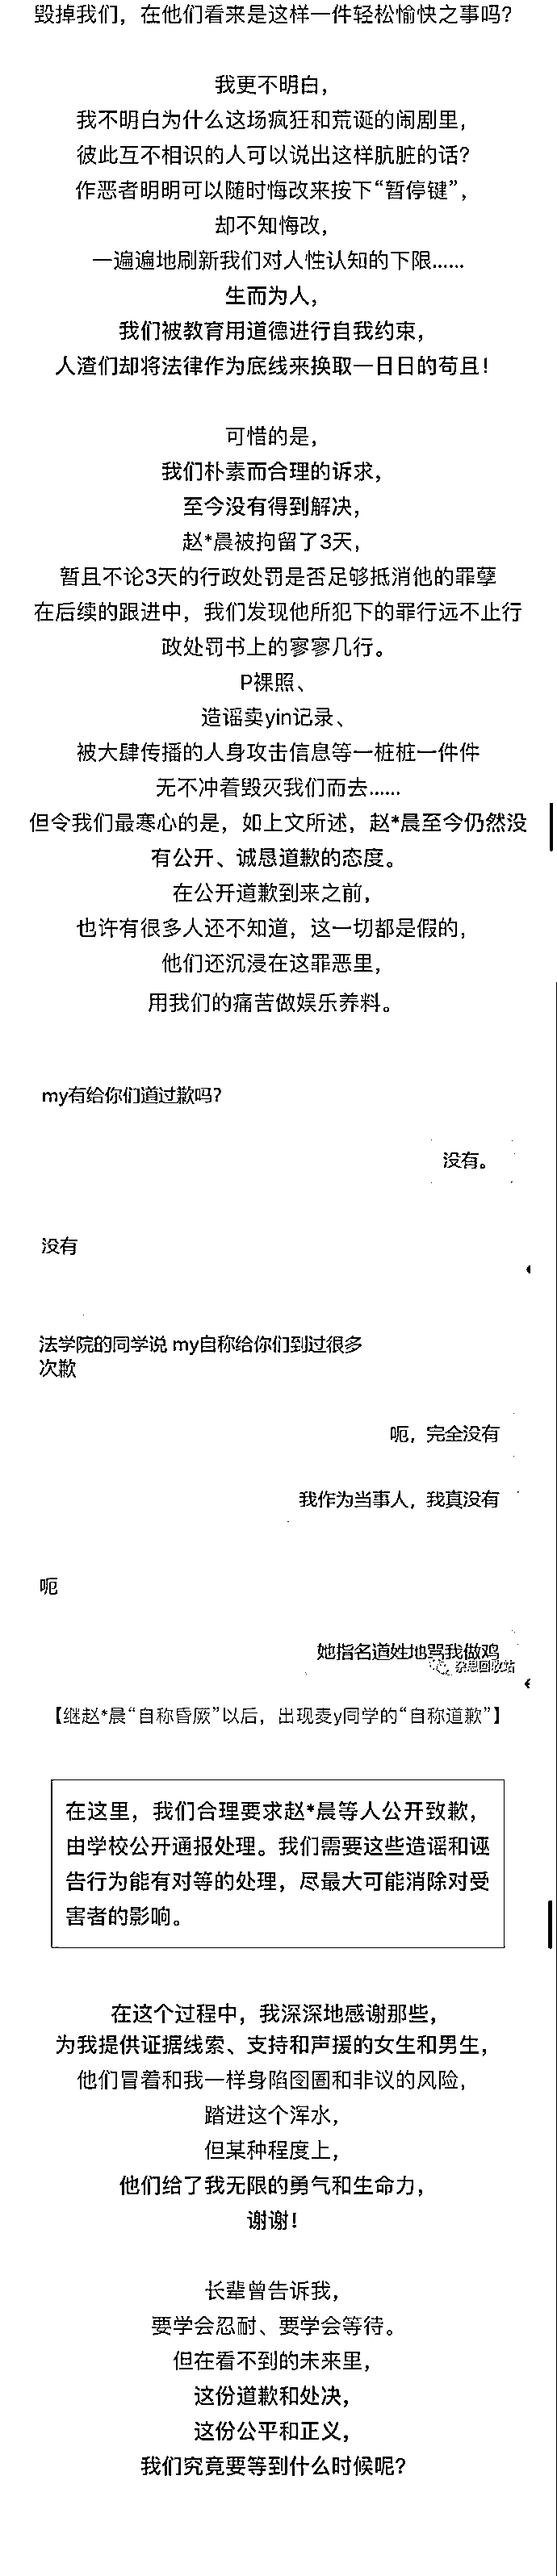 毁掉我们，在他们看来是这样一件轻松愉快之事吗？
我更不明白，
我不明白为什么这场疯狂和荒诞的闹剧里，
彼此互不相识的人可以说出这样肮脏的话？
作恶者明明可以随时悔改来按下“暂停键”，
却不知悔改，
一遍遍地刷新我们对人性认知的下限……
生而为人，
我们被教育用道德进行自我约束，
人渣们却将法律作为底线来换取一日日的苟且！
可惜的是，
我们朴素而合理的诉求，
至今没有得到解决，
赵*晨被拘留了3天，
暂且不论3天的行政处罚是否足够抵消他的罪孽
在后续的跟进中，我们发现他所犯下的罪行远不止行
政处罚书上的寥寥几行。
P裸照、
造谣卖yin记录、
被大肆传播的人身攻击信息等一桩桩一件件
无不冲着毁灭我们而去……
但令我们最寒心的是，如上文所述，赵*晨至今仍然没
有公开、诚恳道歉的态度。
在公开道歉到来之前，
也许有很多人还不知道，这一切都是假的，
他们还沉浸在这罪恶里，
用我们的痛苦做娱乐养料。
my有给你们道过歉吗？
没有。
没有
法学院的同学说 my自称给你们到过很多
次歉
呃，完全没有
我作为当事人，我真没有
呃
她指名道姓地骂我做鸡
杂思回收站
【继赵*晨“自称昏厥”以后，出现麦y同学的“自称道歉”】
在这里，我们合理要求赵*晨等人公开致歉，
由学校公开通报处理。我们需要这些造谣和诬
告行为能有对等的处理，尽最大可能消除对受
害者的影响。
在这个过程中，我深深地感谢那些，
为我提供证据线索、支持和声援的女生和男生，
他们冒着和我一样身陷囹圄和非议的风险，
踏进这个浑水，
但某种程度上，
他们给了我无限的勇气和生命力，
谢谢！
长辈曾告诉我，
要学会忍耐、要学会等待。
但在看不到的未来里，
这份道歉和处决，
这份公平和正义，
我们究竟要等到什么时候呢？